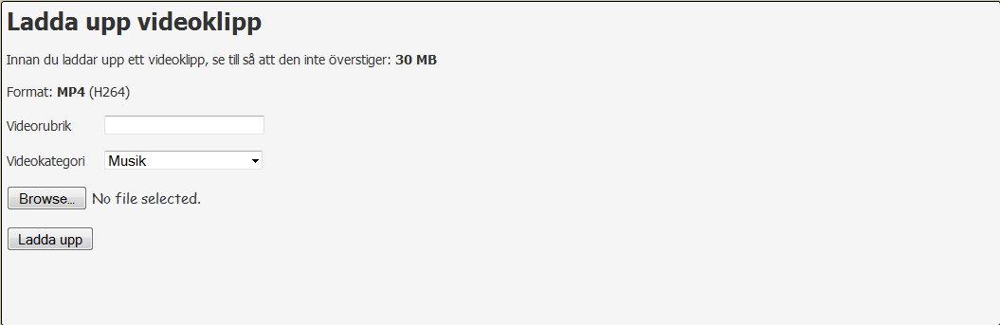 Ladda upp videoklipp
Innan du laddar upp ett videoklipp, se till så att den inte överstiger: 30 MB
Format: MP4 (H264)
Videorubrik
Videokategori Musik
Browse... No file selected.
Ladda upp